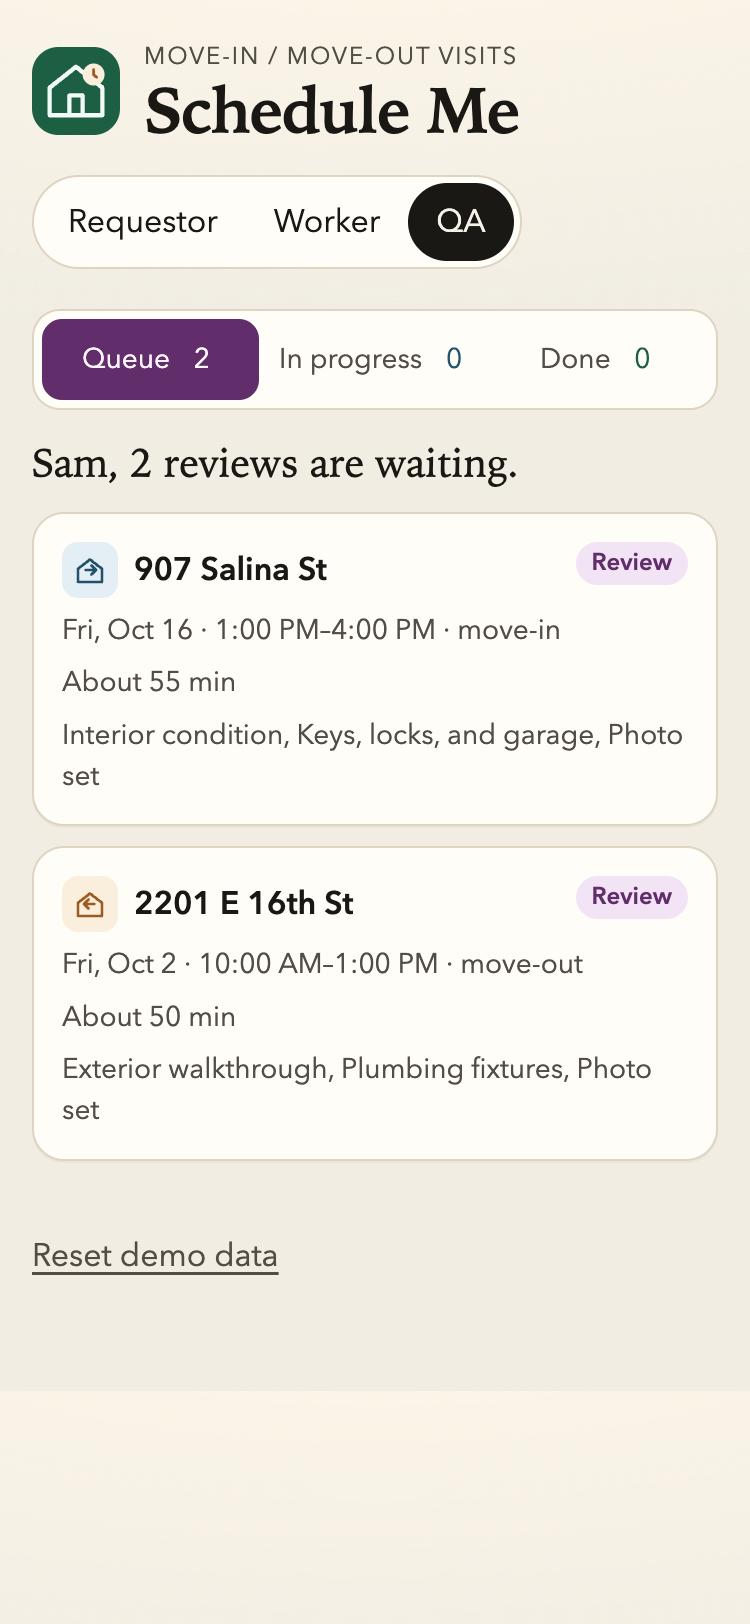 MOVE-IN / MOVE-OUT VISITS
Schedule Me
Requestor Worker QA
Queue 2 In progress 0 Done 0
Sam, 2 reviews are waiting.
907 Salina St Review
Fri, Oct 16 · 1:00 PM–4:00 PM · move-in
About 55 min
Interior condition, Keys, locks, and garage, Photo
set
2201 E 16th St Review
Fri, Oct 2 · 10:00 AM–1:00 PM · move-out
About 50 min
Exterior walkthrough, Plumbing fixtures, Photo
set
Reset demo data